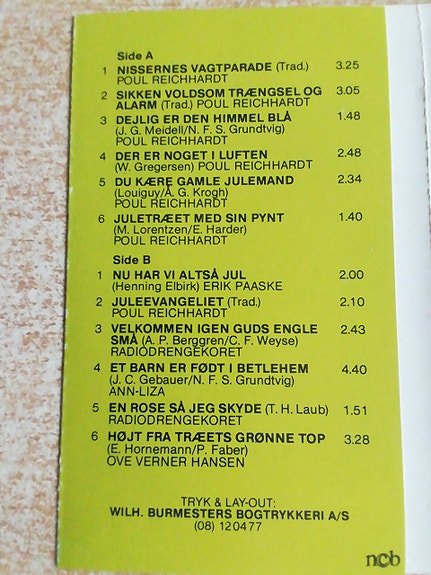 Side A
1 NISSERNES VAGTPARADE (Trad.) 3.25
POUL REICHHARDT
2 SIKKEN VOLDSOM TRÆNGSEL OG 3.05
ALARM (Trad.) POUL REICHHARDT
3 DEJLIG ER DEN HIMMEL BLÅ 1.48
(J. G. Meidell/N. F. S. Grundtvig)
POUL REICHHARDT
4 DER ER NOGET I LUFTEN 2.48
(W. Gregersen) POUL REICHHARDT
5 DU KÆRE GAMLE JULEMAND 2.34
(Louiguy/A. G. Krogh)
POUL REICHHARDT
6 JULETRÆET MED SIN PYNT 1.40
(M. Lorentzen/E. Harder)
POUL REICHHARDT
Side B
1 NU HAR VI ALTSÅ JUL 2.00
(Henning Elbirk) ERIK PAASKE
2 JULEEVANGELIET (Trad.) 2.10
POUL REICHHARDT
3 VELKOMMEN IGEN GUDS ENGLE 2.43
SMÅ (A. P. Berggren/C. F. Weyse)
RADIODRENGEKORET
4 ET BARN ER FØDT I BETLEHEM 4.40
(J. C. Gebauer/N. F. S. Grundtvig)
ANN-LIZA
5 EN ROSE SÅ JEG SKYDE (T. H. Laub) 1.51
RADIODRENGEKORET
6 HØJT FRA TRÆETS GRØNNE TOP 3.28
(E. Hornemann/P. Faber)
OVE VERNER HANSEN
TRYK & LAY-OUT:
WILH. BURMESTERS BOGTRYKKERI A/S
(08) 120477
ncb